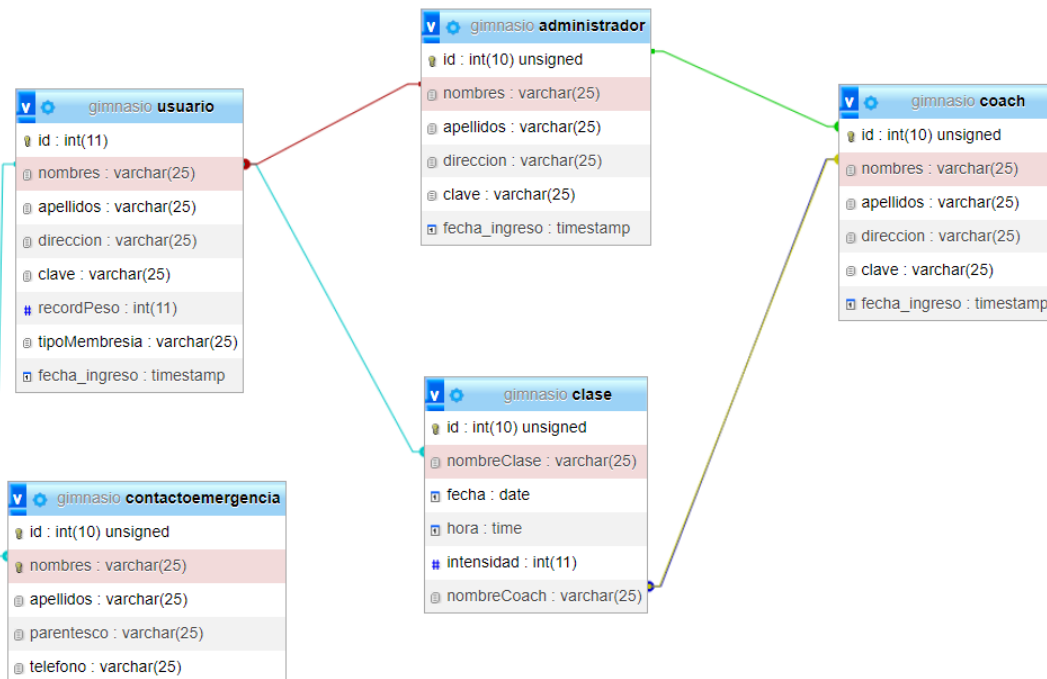 gimnasio usuario
id : int(11)
nombres : varchar(25)
apellidos : varchar(25)
direccion : varchar(25)
clave : varchar(25)
# recordPeso : int(11)
tipoMembresia : varchar(25)
fecha_ingreso : timestamp
gimnasio administrador
id : int(10) unsigned
nombres : varchar(25)
apellidos : varchar(25)
direccion : varchar(25)
clave : varchar(25)
fecha_ingreso : timestamp
gimnasio coach
id : int(10) unsigned
nombres : varchar(25)
apellidos : varchar(25)
direccion : varchar(25)
clave : varchar(25)
fecha_ingreso : timestamp
gimnasio clase
id : int(10) unsigned
nombreClase : varchar(25)
fecha : date
hora : time
# intensidad : int(11)
nombreCoach : varchar(25)
gimnasio contactoemergencia
id : int(10) unsigned
nombres : varchar(25)
apellidos : varchar(25)
parentesco : varchar(25)
telefono : varchar(25)